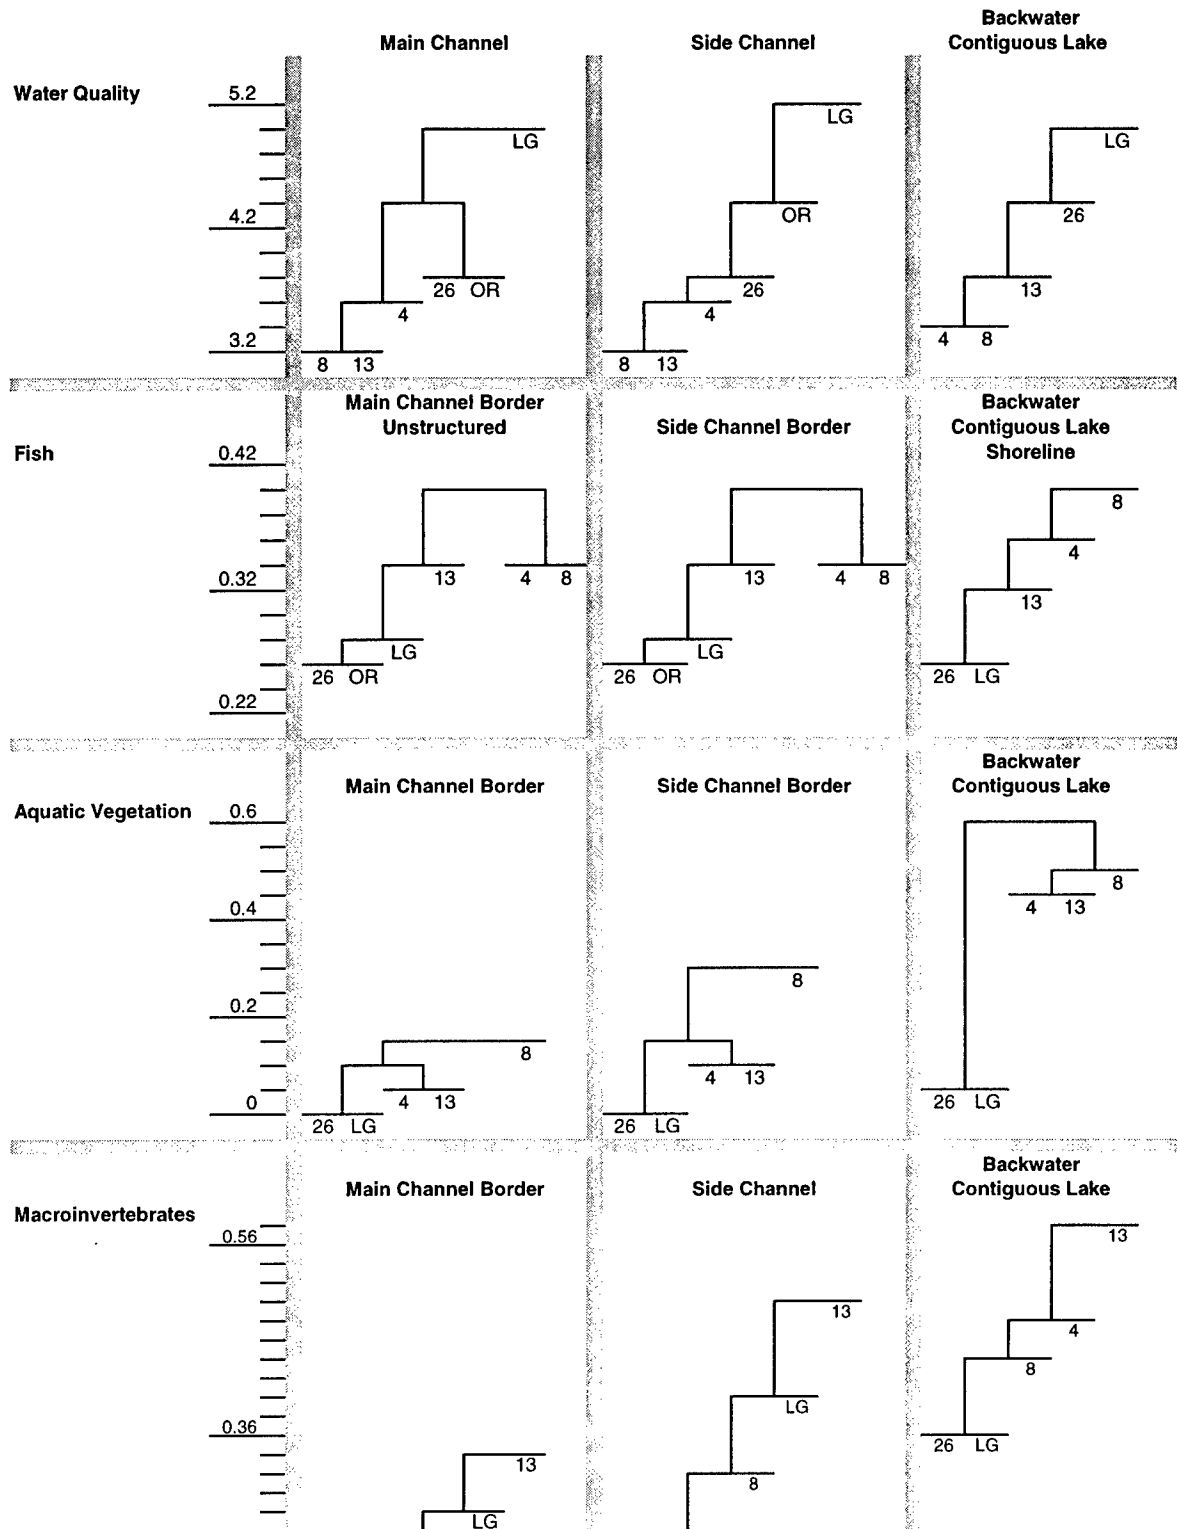 Main Channel
Side Channel
Backwater
Contiguous Lake
Water Quality
5.2
4.2
3.2
LG
26 OR
4
8 13
LG
OR
26
4
8 13
LG
26
13
4 8
Main Channel Border
Unstructured
Side Channel Border
Backwater
Contiguous Lake
Shoreline
Fish
0.42
0.32
0.22
13
4 8
LG
26 OR
13
4 8
LG
26 OR
8
4
13
26 LG
Main Channel Border
Side Channel Border
Backwater
Contiguous Lake
Aquatic Vegetation
0.6
0.4
0.2
0
8
4 13
26 LG
8
4 13
26 LG
8
4 13
26 LG
Main Channel Border
Side Channel
Backwater
Contiguous Lake
Macroinvertebrates
0.56
0.36
13
LG
13
LG
8
13
4
8
26 LG